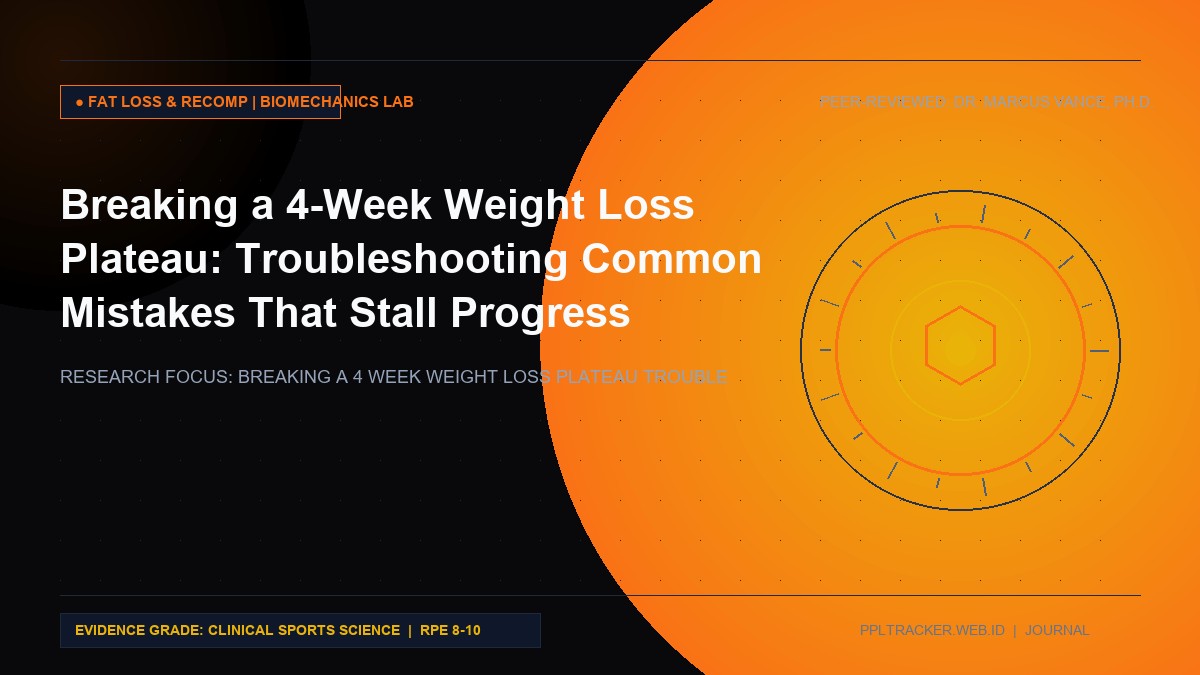 ● FAT LOSS & RECOMP | BIOMECHANICS LAB
PEER-REVIEWED: DR. MARCUS VANCE, PH.D
Breaking a 4-Week Weight Loss
Plateau: Troubleshooting Common
Mistakes That Stall Progress
RESEARCH FOCUS: BREAKING A 4 WEEK WEIGHT LOSS PLATEAU TROUBLE
EVIDENCE GRADE: CLINICAL SPORTS SCIENCE | RPE 8-10
PPLTRACKER.WEB.ID | JOURNAL